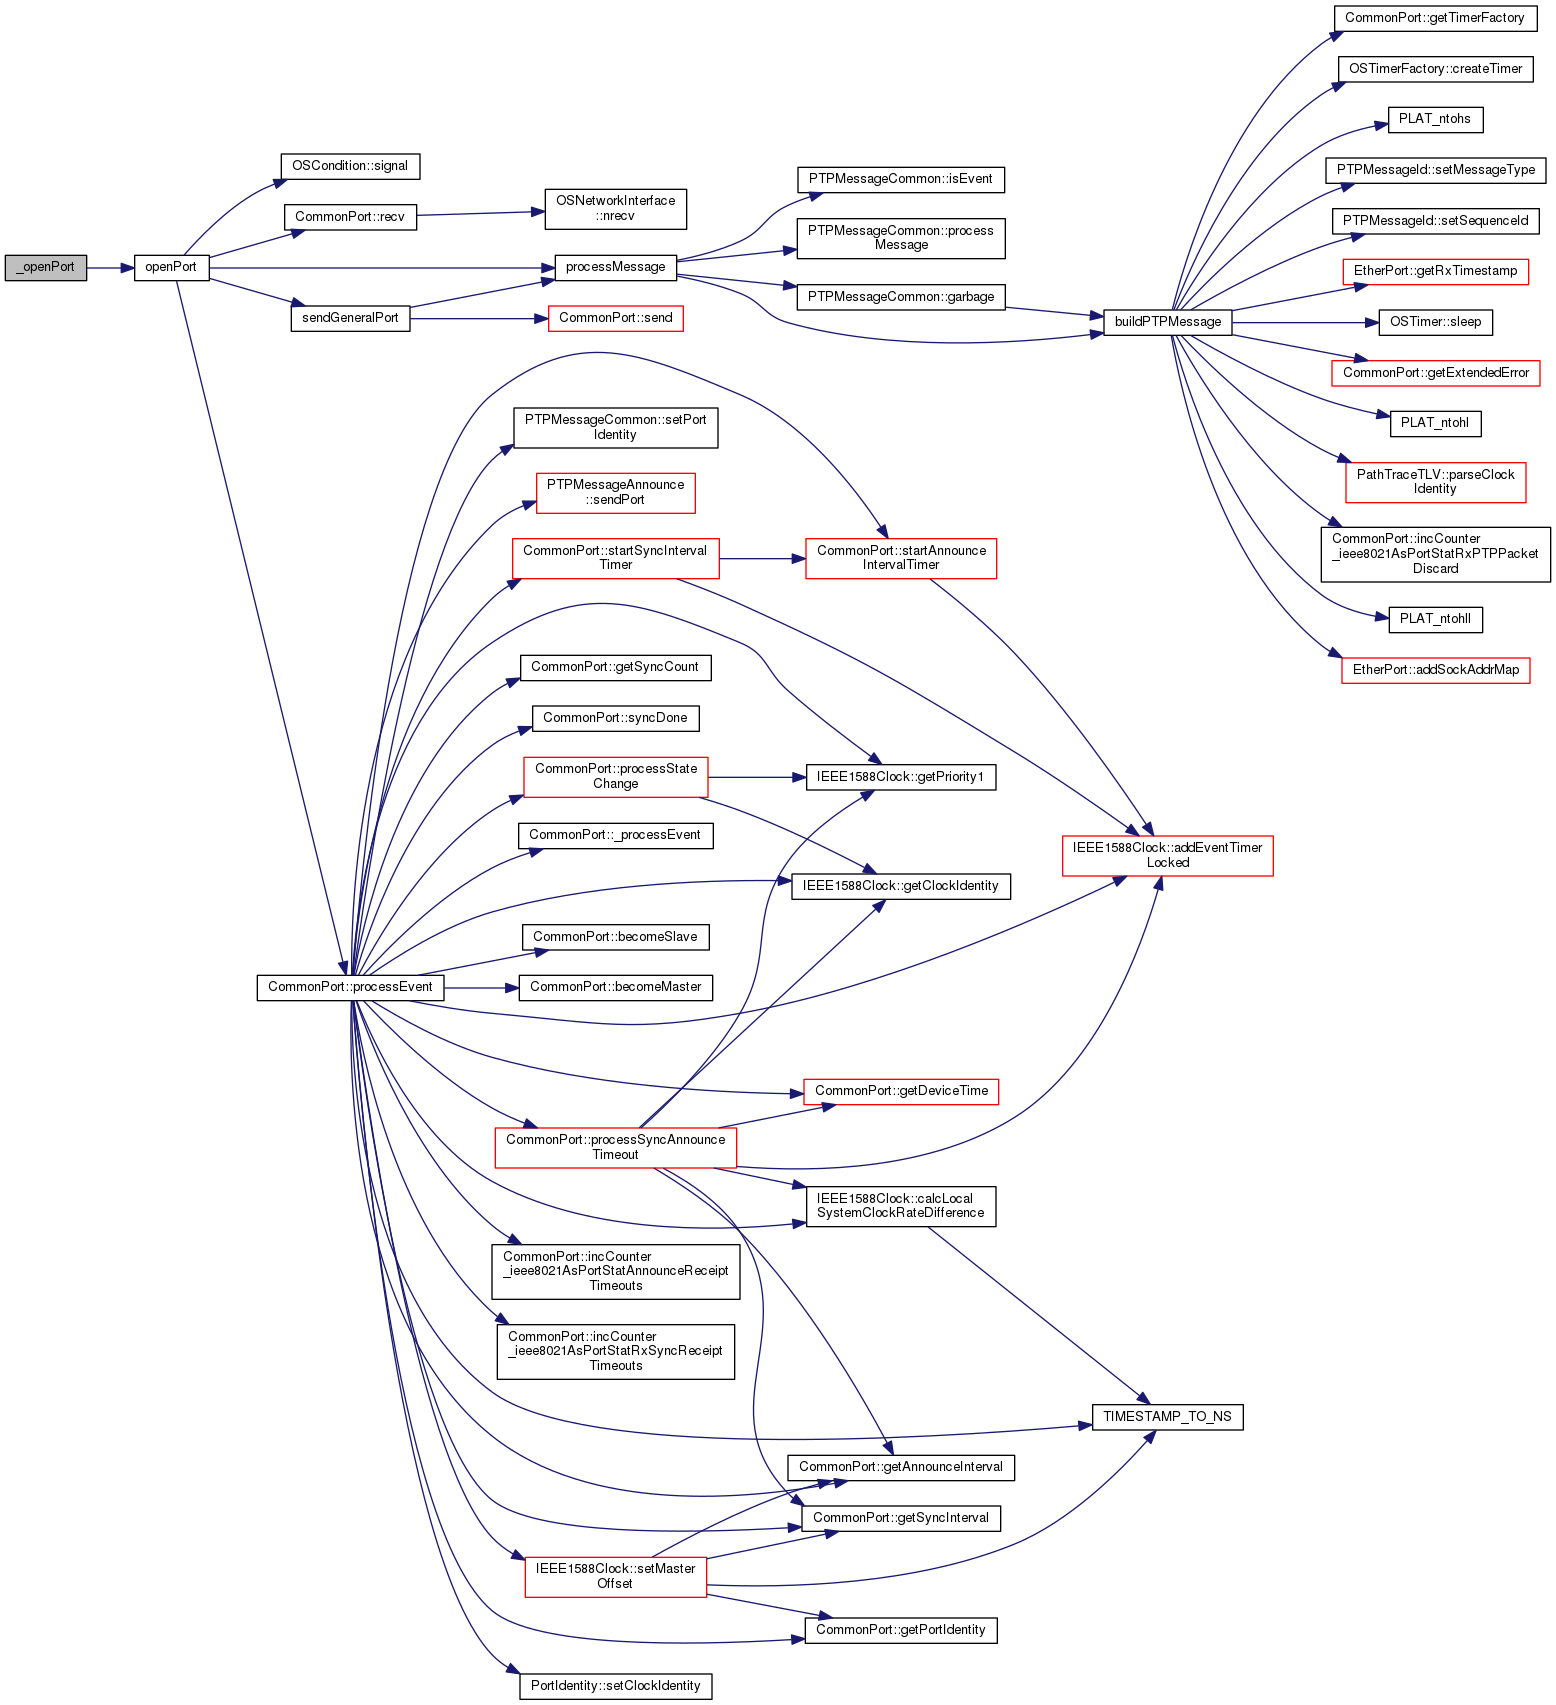 _openPort
openPort
OSCondition::signal
CommonPort::recv
OSNetworkInterface
::nrecv
processMessage
sendGeneralPort
CommonPort::send
PTPMessageCommon::isEvent
PTPMessageCommon::process
Message
PTPMessageCommon::garbage
buildPTPMessage
CommonPort::getTimerFactory
OSTimerFactory::createTimer
PLAT_ntohs
PTPMessageId::setMessageType
PTPMessageId::setSequenceId
EtherPort::getRxTimestamp
OSTimer::sleep
CommonPort::getExtendedError
PLAT_ntohl
PathTraceTLV::parseClock
Identity
CommonPort::incCounter
_ieee8021AsPortStatRxPTPPacket
Discard
PLAT_ntohll
EtherPort::addSockAddrMap
CommonPort::processEvent
PTPMessageCommon::setPort
Identity
PTPMessageAnnounce
::sendPort
CommonPort::startSyncInterval
Timer
CommonPort::startAnnounce
IntervalTimer
CommonPort::getSyncCount
CommonPort::syncDone
CommonPort::processState
Change
IEEE1588Clock::getPriority1
CommonPort::_processEvent
IEEE1588Clock::addEventTimer
Locked
IEEE1588Clock::getClockIdentity
CommonPort::becomeSlave
CommonPort::becomeMaster
CommonPort::getDeviceTime
CommonPort::processSyncAnnounce
Timeout
IEEE1588Clock::calcLocal
SystemClockRateDifference
CommonPort::incCounter
_ieee8021AsPortStatAnnounceReceipt
Timeouts
CommonPort::incCounter
_ieee8021AsPortStatRxSyncReceipt
Timeouts
TIMESTAMP_TO_NS
CommonPort::getAnnounceInterval
CommonPort::getSyncInterval
IEEE1588Clock::setMaster
Offset
CommonPort::getPortIdentity
PortIdentity::setClockIdentity